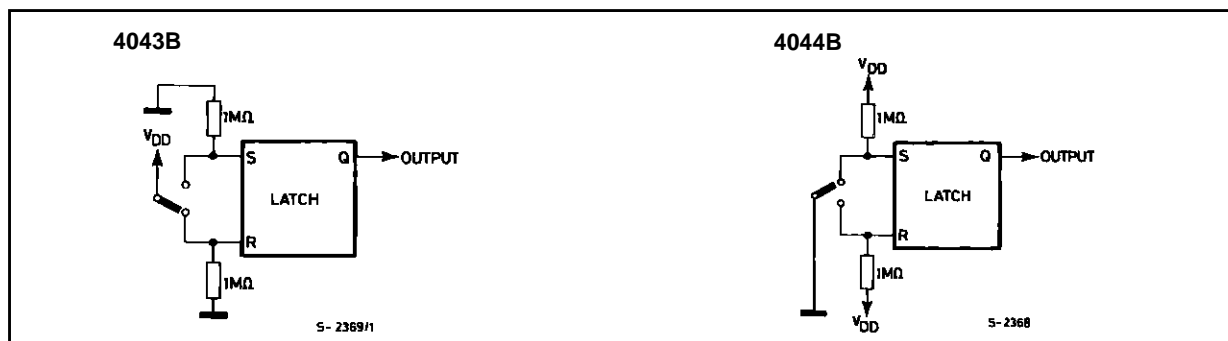 4043B
1MΩ
VDD
S Q OUTPUT
LATCH
R
1MΩ
S-2369/1
4044B
VDD
1MΩ
S Q OUTPUT
LATCH
R
1MΩ
VDD
S-2368